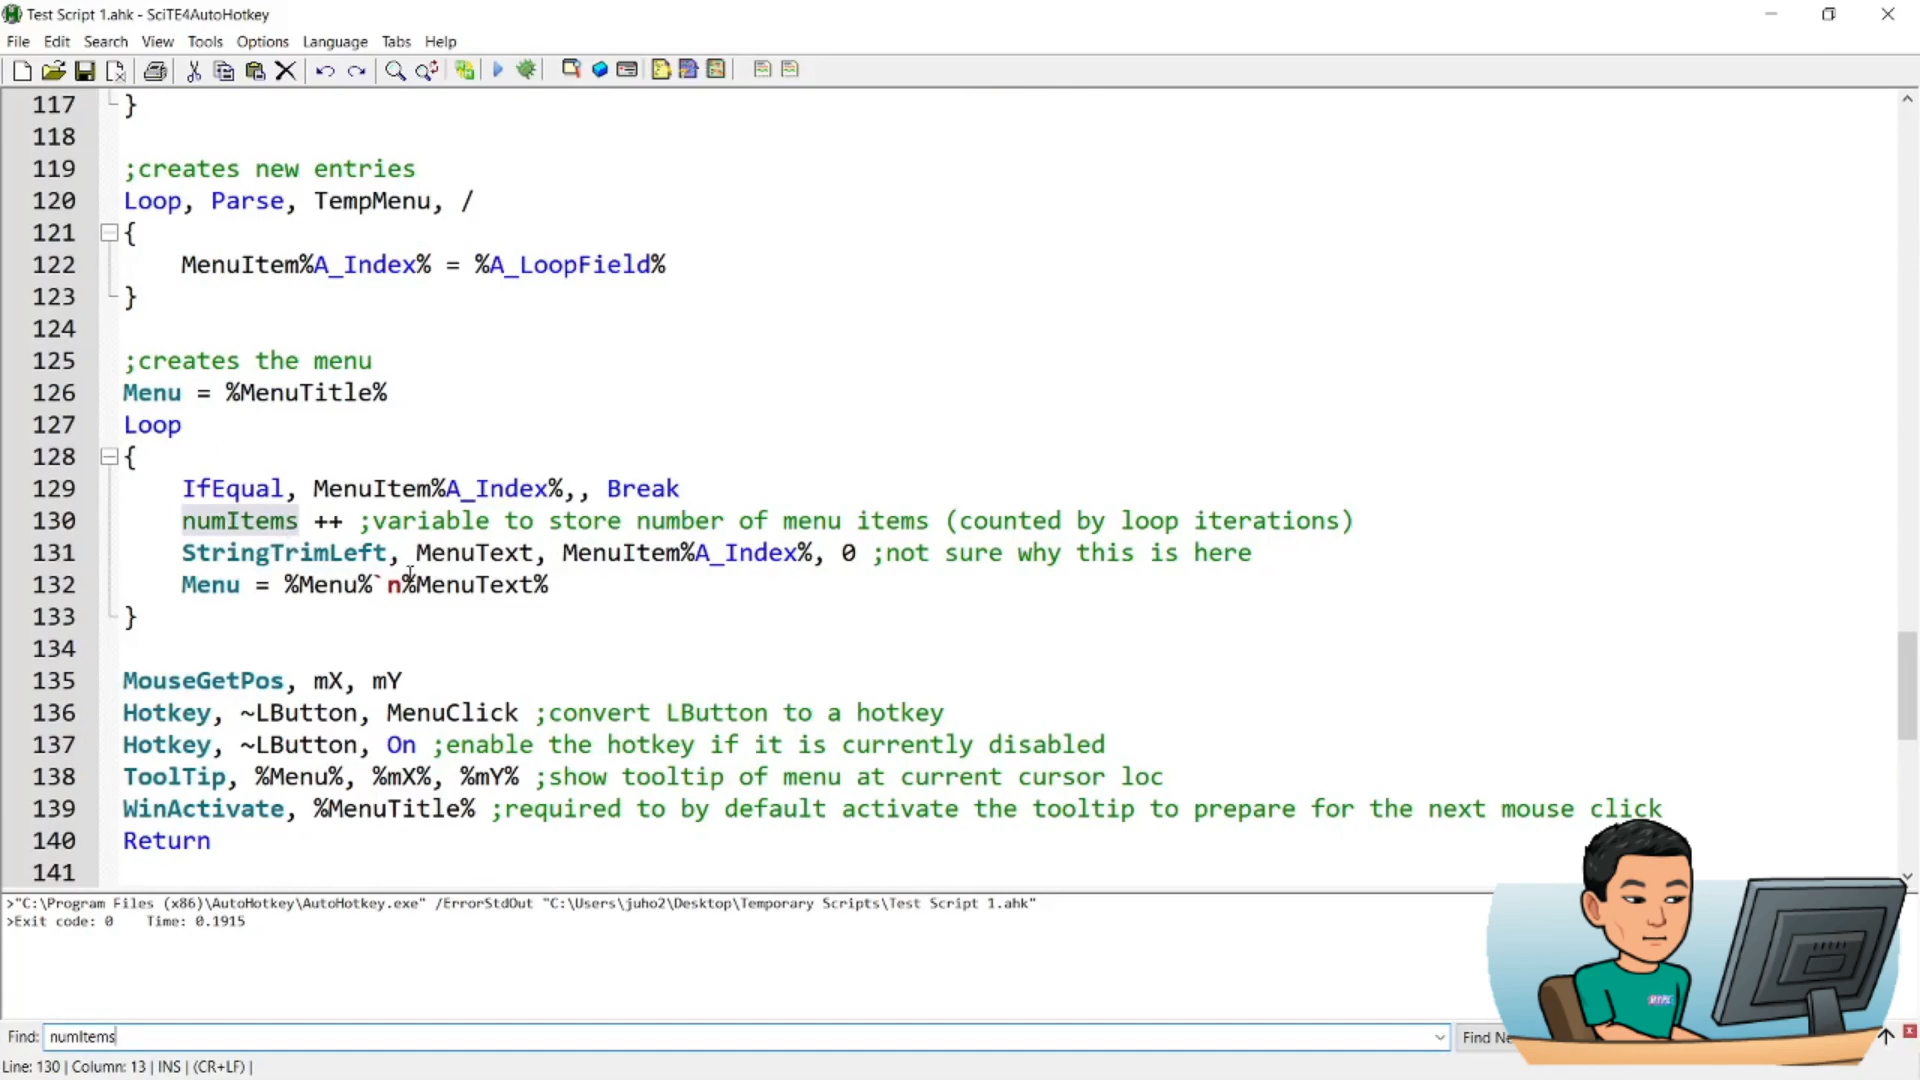 Test Script 1.ahk - SciTE4AutoHotkey
File Edit Search View Tools Options Language Tabs Help
117 }
118
119 ;creates new entries
120 Loop, Parse, TempMenu, /
121 {
122 MenuItem%A_Index% = %A_LoopField%
123 }
124
125 ;creates the menu
126 Menu = %MenuTitle%
127 Loop
128 {
129 IfEqual, MenuItem%A_Index%,, Break
130 numItems ++ ;variable to store number of menu items (counted by loop iterations)
131 StringTrimLeft, MenuText, MenuItem%A_Index%, 0 ;not sure why this is here
132 Menu = %Menu%`n%MenuText%
133 }
134
135 MouseGetPos, mX, mY
136 Hotkey, ~LButton, MenuClick ;convert LButton to a hotkey
137 Hotkey, ~LButton, On ;enable the hotkey if it is currently disabled
138 ToolTip, %Menu%, %mX%, %mY% ;show tooltip of menu at current cursor loc
139 WinActivate, %MenuTitle% ;required to by default activate the tooltip to prepare for the next mouse click
140 Return
141
>"C:\Program Files (x86)\AutoHotkey\AutoHotkey.exe" /ErrorStdOut "C:\Users\juho2\Desktop\Temporary Scripts\Test Script 1.ahk"
>Exit code: 0 Time: 0.1915
Find: numItems Find Ne
Line: 130 | Column: 13 | INS | (CR+LF) |